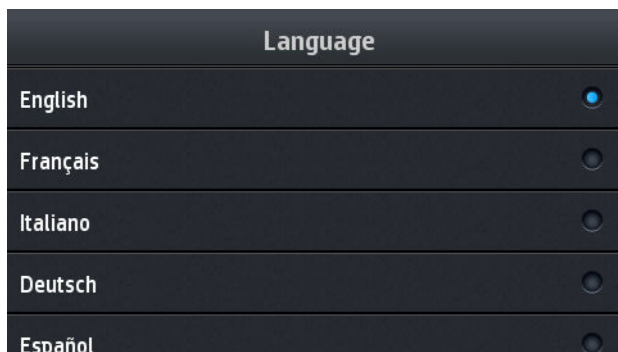 Language
English
Français
Italiano
Deutsch
Español